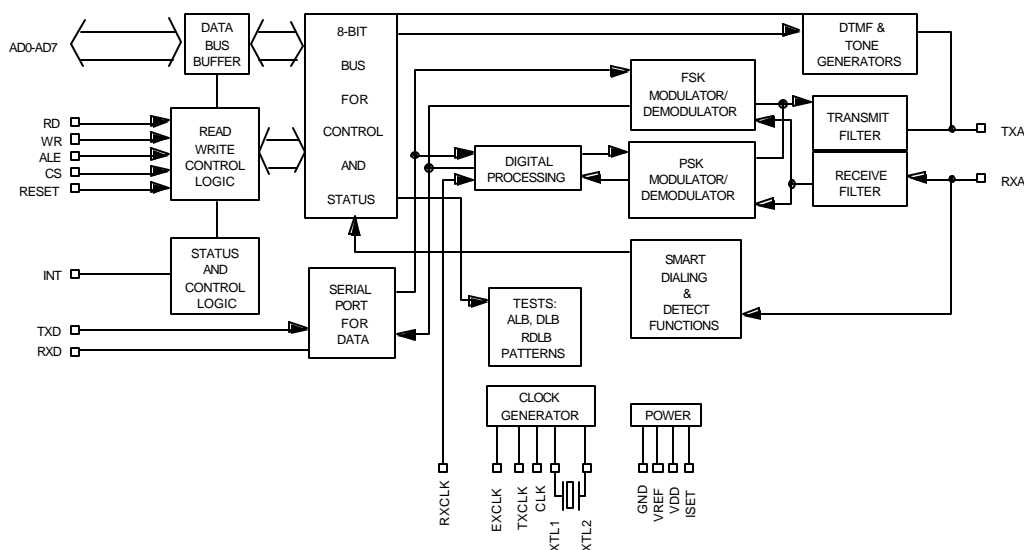 AD0-AD7
DATA
BUS
BUFFER
8-BIT
BUS
FOR
CONTROL
AND
STATUS
DTMF &
TONE
GENERATORS
FSK
MODULATOR/
DEMODULATOR
TRANSMIT
FILTER
TXA
RD
WR
ALE
CS
RESET
READ
WRITE
CONTROL
LOGIC
DIGITAL
PROCESSING
PSK
MODULATOR/
DEMODULATOR
RECEIVE
FILTER
RXA
INT
STATUS
AND
CONTROL
LOGIC
SERIAL
PORT
FOR
DATA
TXD
RXD
TESTS:
ALB, DLB
RDLB
PATTERNS
SMART
DIALING
&
DETECT
FUNCTIONS
CLOCK
GENERATOR
POWER
RXCLK
EXCLK
TXCLK
CLK
XTL1
XTL2
GND
VREF
VDD
ISET